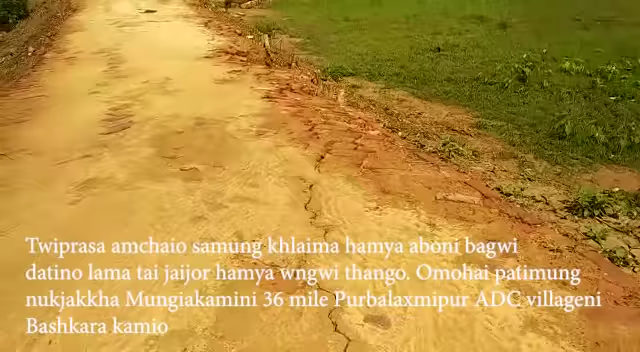 Twiprasa amchaio samung khlaima hamya aboni bagwi
datino lama tai jaijor hamya wngwi thango. Omohai patimung
nukjakkha Mungiakamini 36 mile Purbalaxmipur ADC villageni
Bashkara kamio